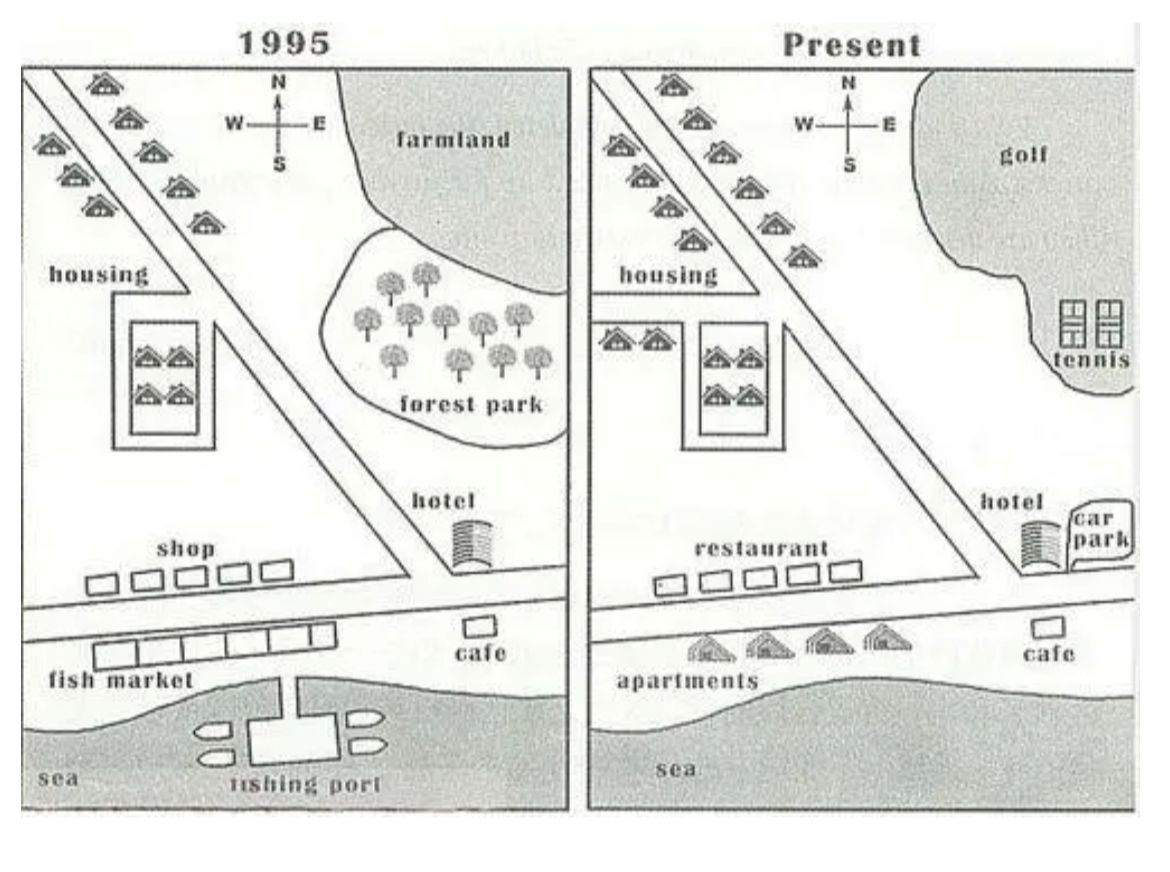 1995
N
W E
S
farmland
housing
forest park
hotel
shop
cafe
fish market
fishing port
sea
Present
N
W E
S
golf
housing
tennis
hotel
car
park
restaurant
cafe
apartments
sea